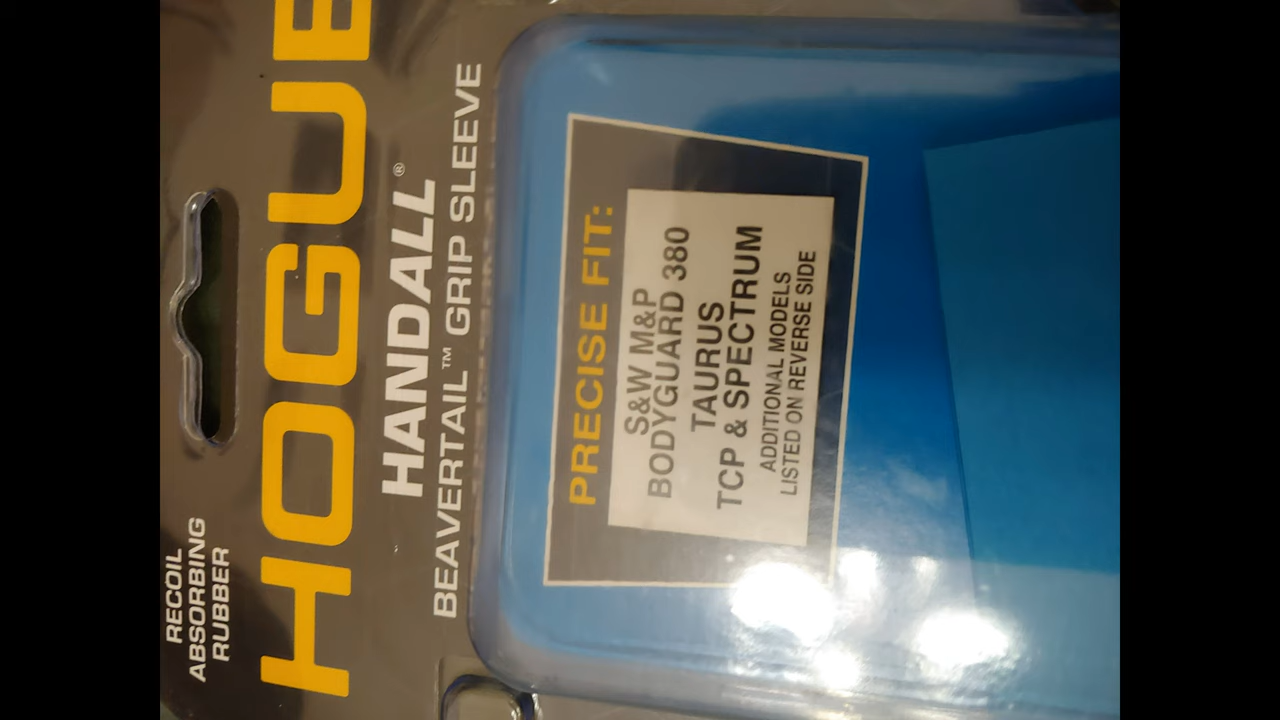 RECOIL
ABSORBING
RUBBER
HOGUE
HANDALL®
BEAVERTAIL™ GRIP SLEEVE
PRECISE FIT:
S&W M&P
BODYGUARD 380
TAURUS
TCP & SPECTRUM
ADDITIONAL MODELS
LISTED ON REVERSE SIDE